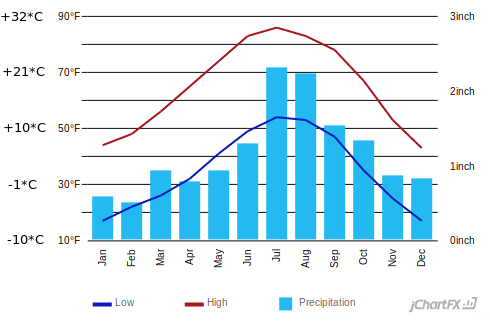 +32*C 90°F 3inch
+21*C 70°F 2inch
+10*C 50°F 1inch
-1*C 30°F
-10*C 10°F 0inch
Jan Feb Mar Apr May Jun Jul Aug Sep Oct Nov Dec
Low High Precipitation
jChartFX